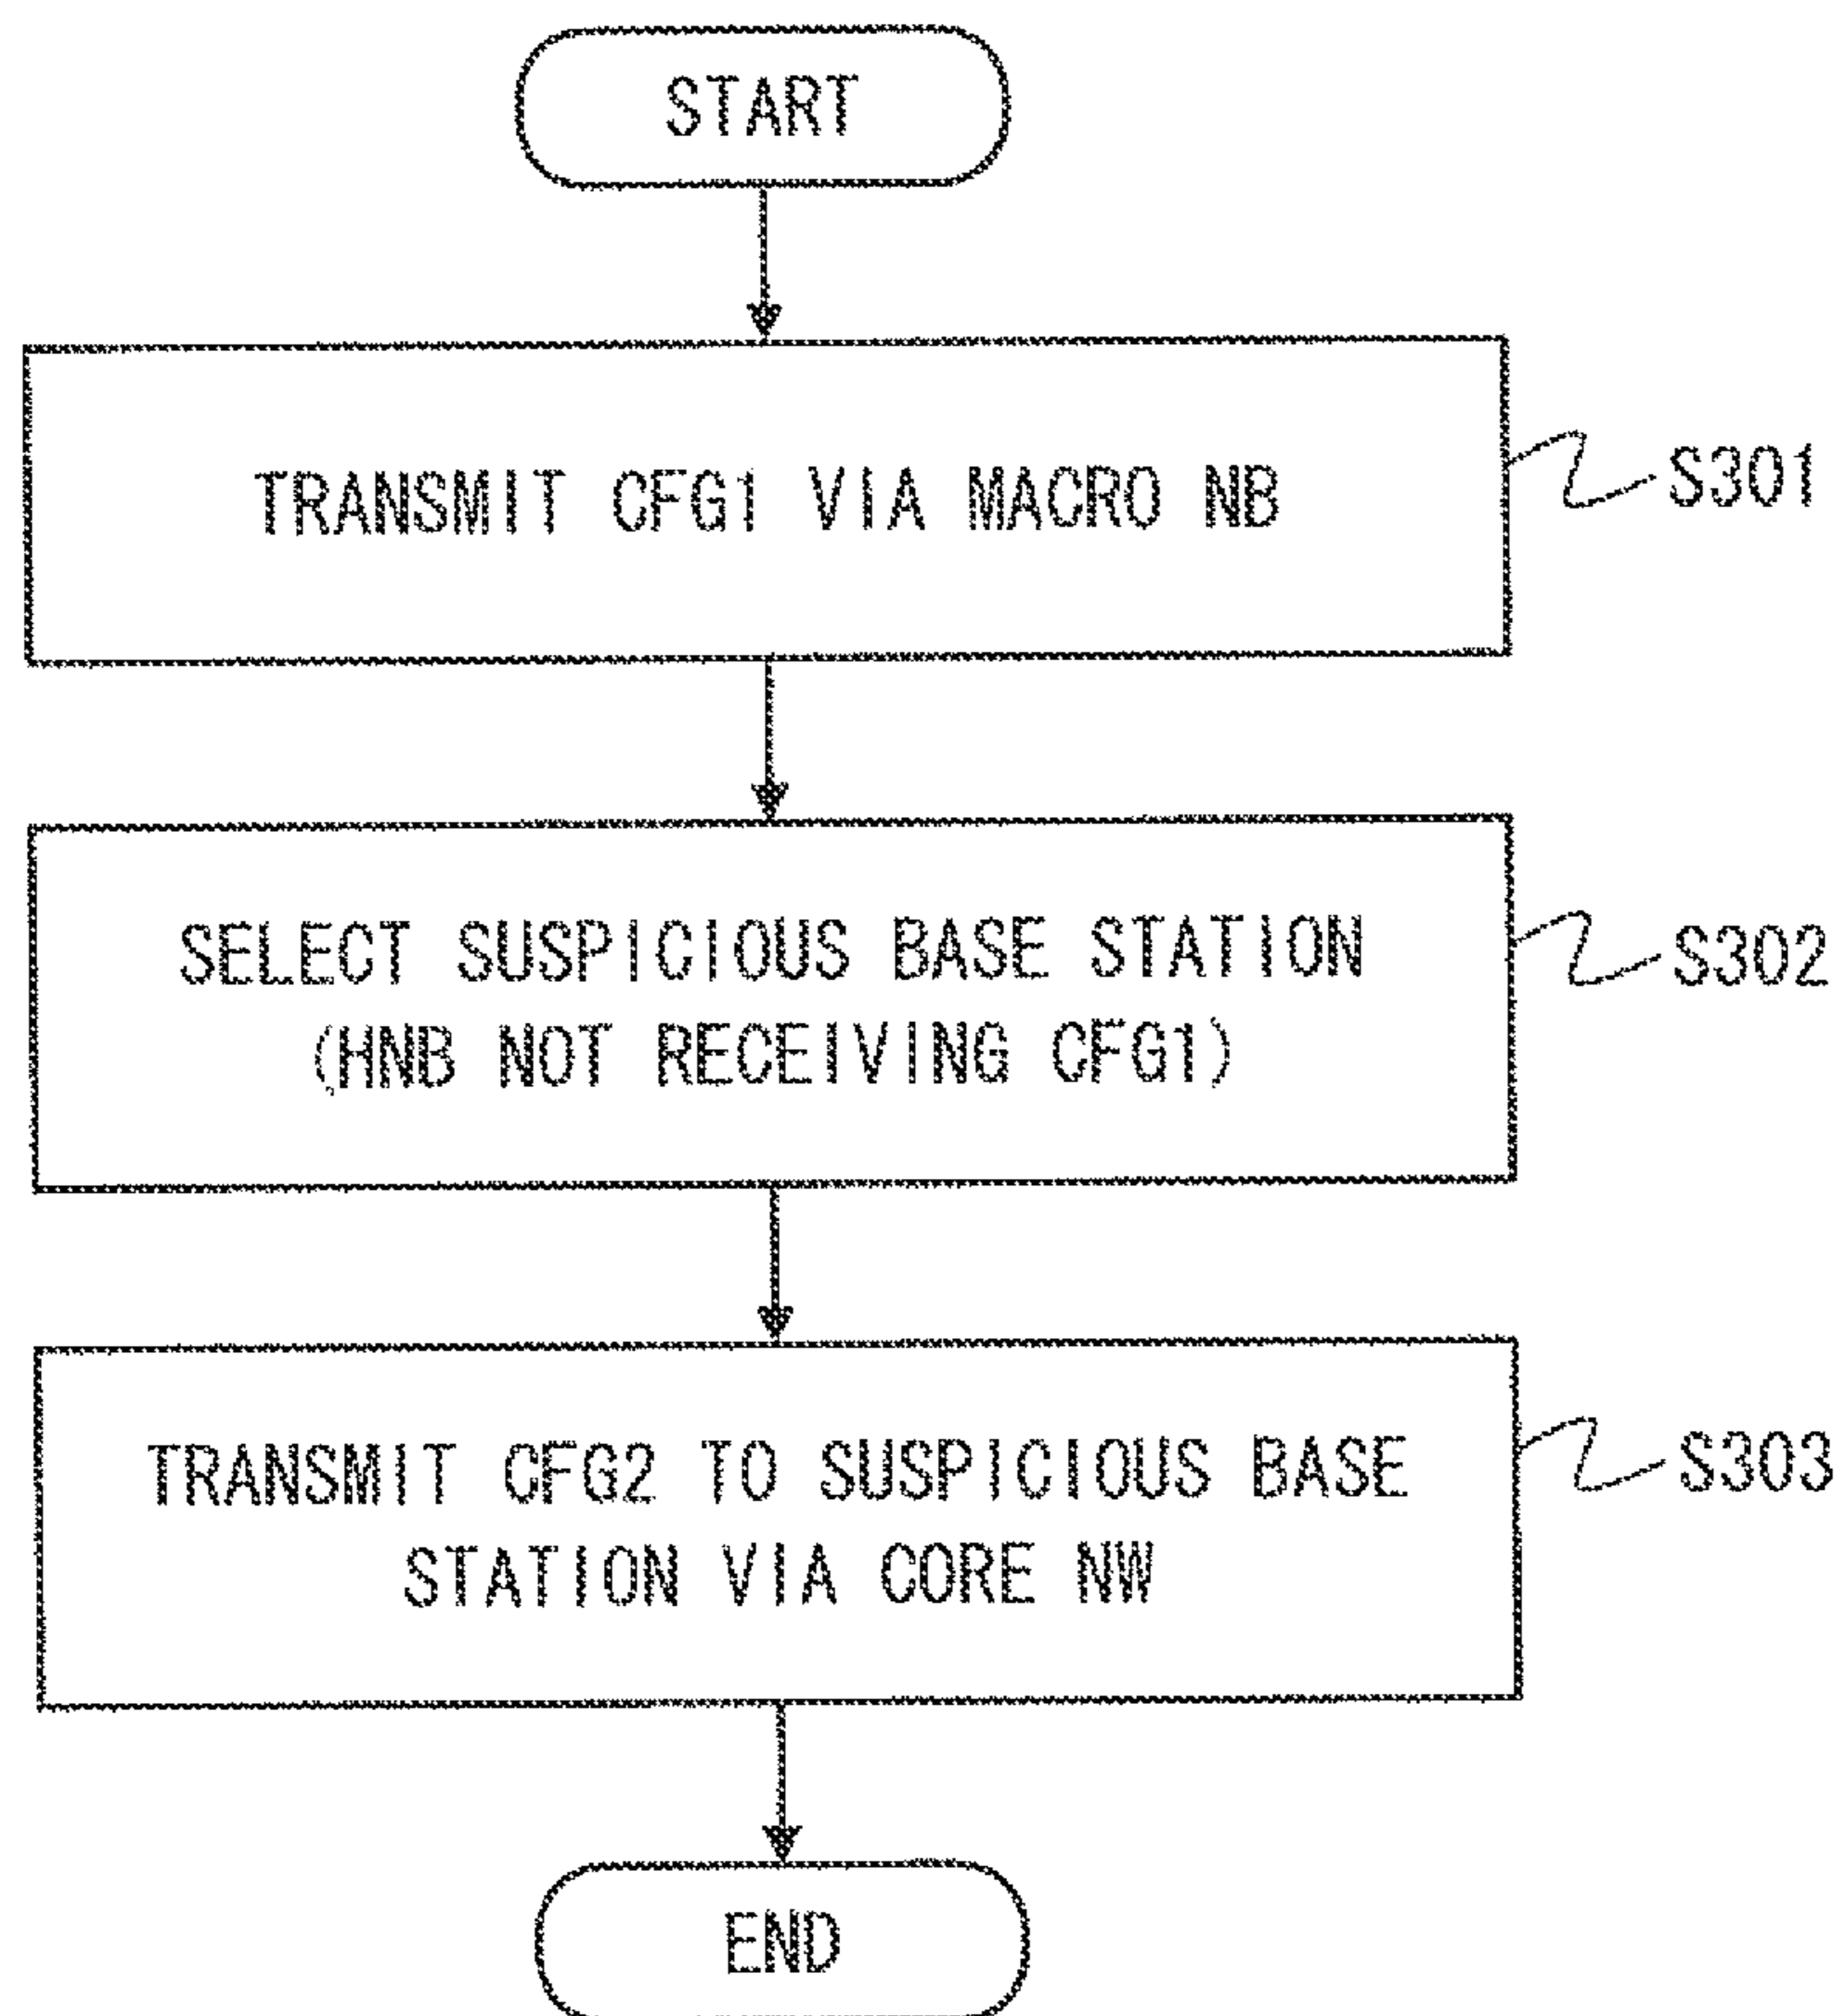 START
TRANSMIT CFG1 VIA MACRO NB
S301
SELECT SUSPICIOUS BASE STATION
(HNB NOT RECEIVING CFG1)
S302
TRANSMIT CFG2 TO SUSPICIOUS BASE
STATION VIA CORE NW
S303
END